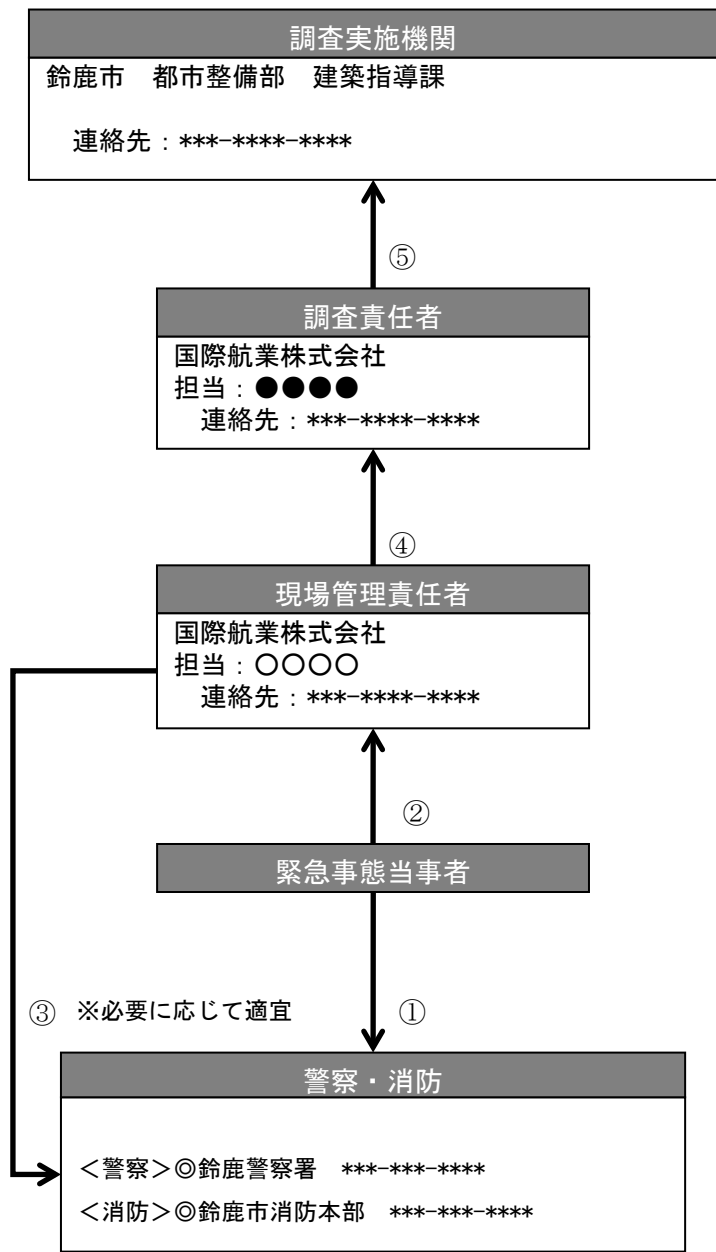 調査実施機関
鈴鹿市　都市整備部　建築指導課
連絡先：***-****-****
⑤
調査責任者
国際航業株式会社
担当：●●●●
連絡先：***-****-****
④
現場管理責任者
国際航業株式会社
担当：〇〇〇〇
連絡先：***-****-****
②
緊急事態当事者
③　※必要に応じて適宜
①
警察・消防
＜警察＞◎鈴鹿警察署　***-***-****
＜消防＞◎鈴鹿市消防本部　***-***-****